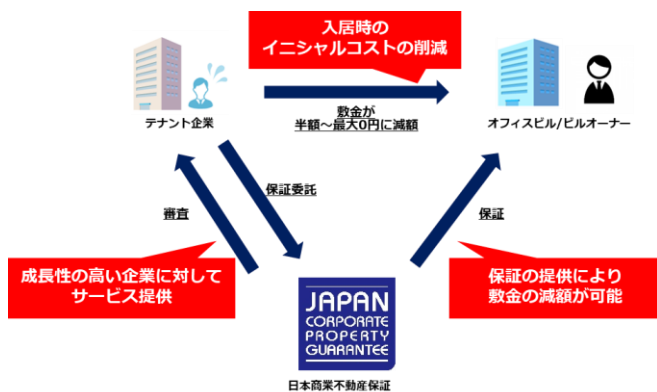 入居時の
イニシャルコストの削減
テナント企業
敷金が
半額～最大0円に減額
オフィスビル/ビルオーナー
審査
保証委託
保証
成長性の高い企業に対して
サービス提供
保証の提供により
敷金の減額が可能
JAPAN
CORPORATE
PROPERTY
GUARANTEE
日本商業不動産保証